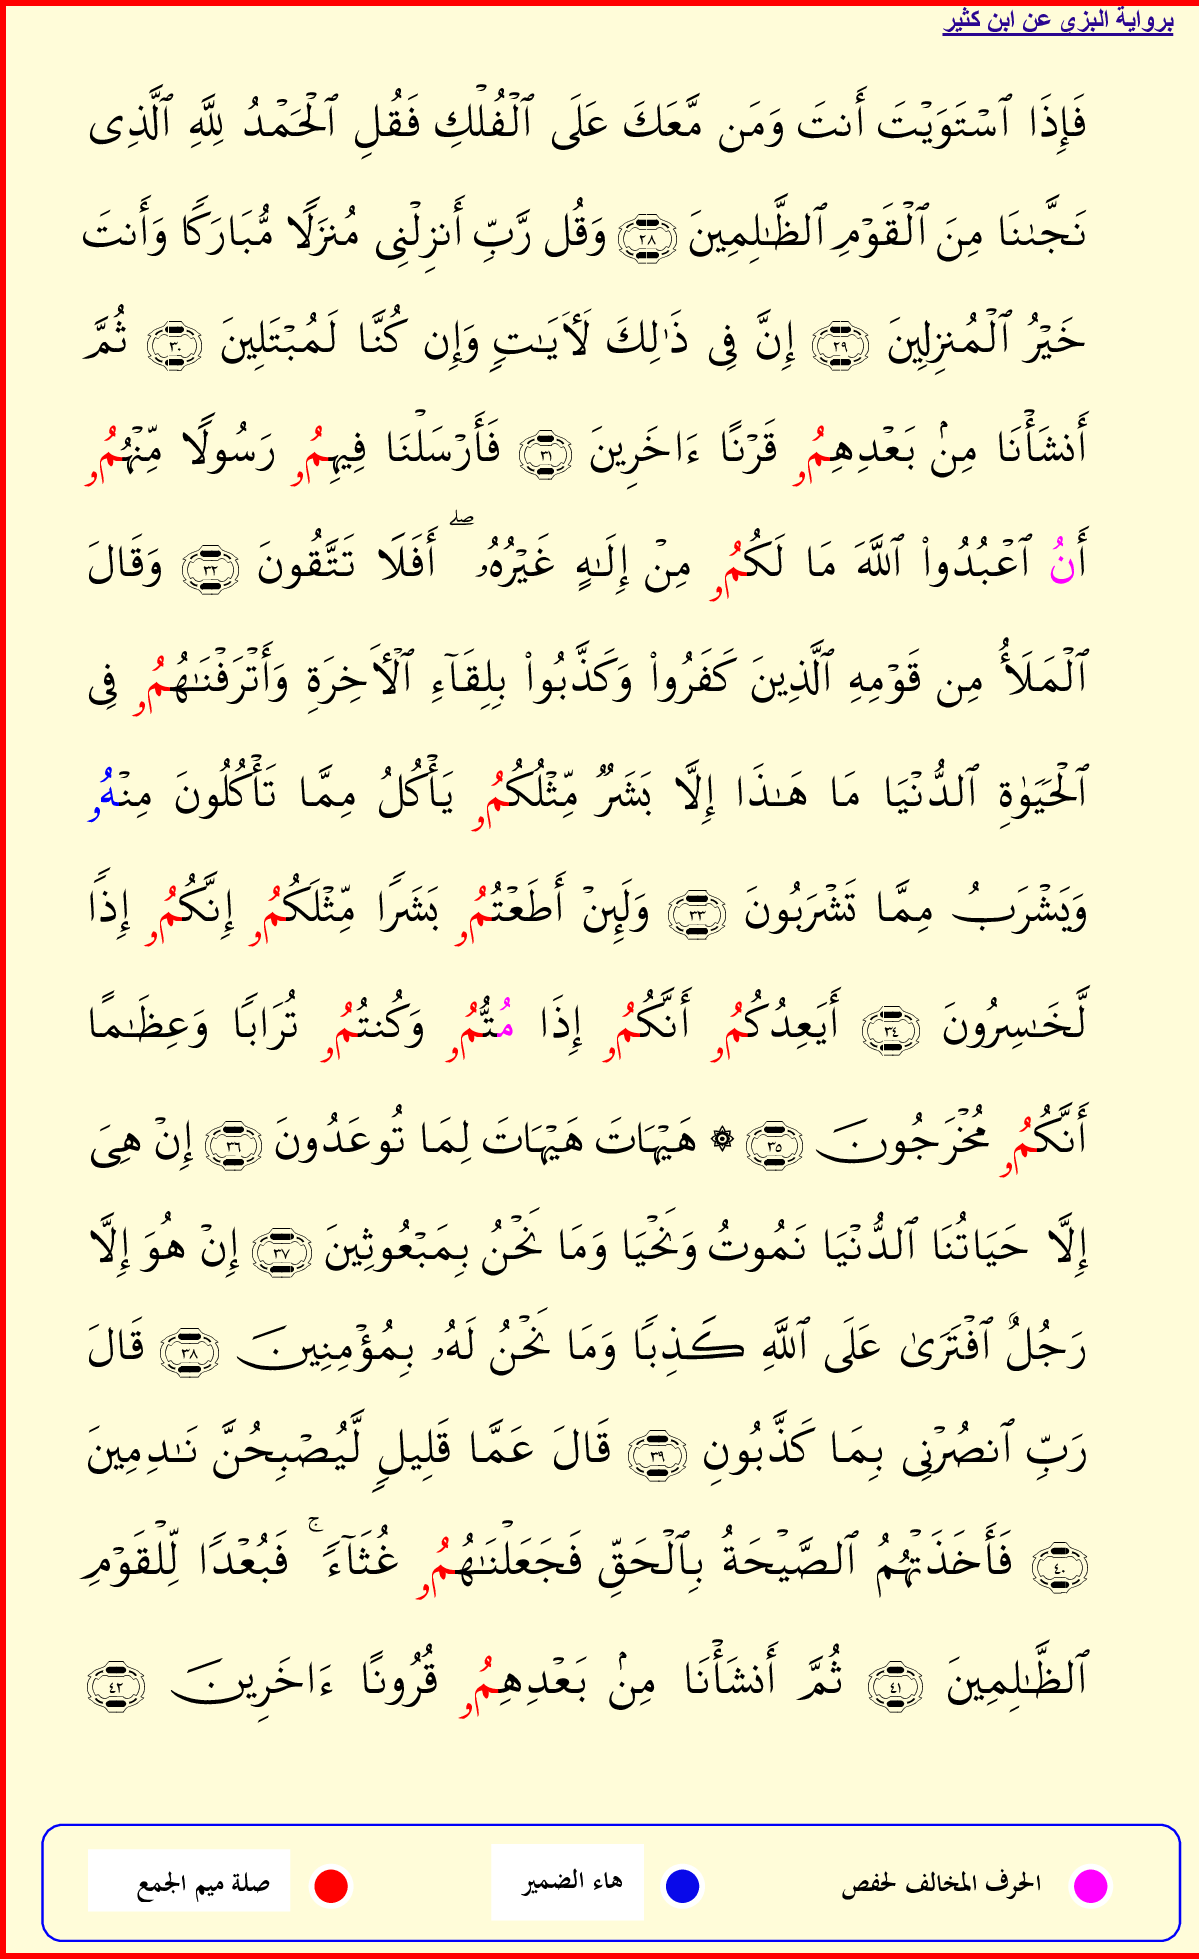 برواية البزى عن ابن كثير
فَإِذَا ٱسْتَوَيْتَ أَنتَ وَمَن مَّعَكَ عَلَى ٱلْفُلْكِ فَقُلِ ٱلْحَمْدُ لِلَّهِ ٱلَّذِى
نَجَّىٰنَا مِنَ ٱلْقَوْمِ ٱلظَّـٰلِمِينَ ٢٨ وَقُل رَّبِّ أَنزِلْنِى مُنزَلًا مُّبَارَكًا وَأَنتَ
خَيْرُ ٱلْمُنزِلِينَ ٢٩ إِنَّ فِى ذَٰلِكَ لَأَيَـٰتٍ وَإِن كُنَّا لَمُبْتَلِينَ ٣٠ ثُمَّ
أَنشَأْنَا مِنۢ بَعْدِهِمُۥ قَرْنًا ءَاخَرِينَ ٣١ فَأَرْسَلْنَا فِيهِمُۥ رَسُولًا مِّنْهُمُۥ
أَنُ ٱعْبُدُوا۟ ٱللَّهَ مَا لَكُمُۥ مِنْ إِلَـٰهٍ غَيْرُهُۥ ۖ أَفَلَا تَتَّقُونَ ٣٢ وَقَالَ
ٱلْمَلَأُ مِن قَوْمِهِ ٱلَّذِينَ كَفَرُوا۟ وَكَذَّبُوا۟ بِلِقَآءِ ٱلْأَخِرَةِ وَأَتْرَفْنَـٰهُمُۥ فِى
ٱلْحَيَوٰةِ ٱلدُّنْيَا مَا هَـٰذَا إِلَّا بَشَرٌ مِّثْلُكُمُۥ يَأْكُلُ مِمَّا تَأْكُلُونَ مِنْهُۥ
وَيَشْرَبُ مِمَّا تَشْرَبُونَ ٣٣ وَلَئِنْ أَطَعْتُمُۥ بَشَرًا مِّثْلَكُمُۥ إِنَّكُمُۥ إِذًا
لَّخَـٰسِرُونَ ٣٤ أَيَعِدُكُمُۥ أَنَّكُمُۥ إِذَا مُتُّمُۥ وَكُنتُمُۥ تُرَابًا وَعِظَـٰمًا
أَنَّكُمُۥ مُخْرَجُونَ ٣٥ ۞ هَيْهَاتَ هَيْهَاتَ لِمَا تُوعَدُونَ ٣٦ إِنْ هِىَ
إِلَّا حَيَاتُنَا ٱلدُّنْيَا نَمُوتُ وَنَحْيَا وَمَا نَحْنُ بِمَبْعُوثِينَ ٣٧ إِنْ هُوَ إِلَّا
رَجُلٌ ٱفْتَرَىٰ عَلَى ٱللَّهِ كَذِبًا وَمَا نَحْنُ لَهُۥ بِمُؤْمِنِينَ ٣٨ قَالَ
رَبِّ ٱنصُرْنِى بِمَا كَذَّبُونِ ٣٩ قَالَ عَمَّا قَلِيلٍ لَّيُصْبِحُنَّ نَـٰدِمِينَ
٤٠ فَأَخَذَتْهُمُ ٱلصَّيْحَةُ بِٱلْحَقِّ فَجَعَلْنَـٰهُمُۥ غُثَآءً ۚ فَبُعْدًا لِّلْقَوْمِ
ٱلظَّـٰلِمِينَ ٤١ ثُمَّ أَنشَأْنَا مِنۢ بَعْدِهِمُۥ قُرُونًا ءَاخَرِينَ ٤٢
الحرف المخالف لحفص
هاء الضمير
صلة ميم الجمع